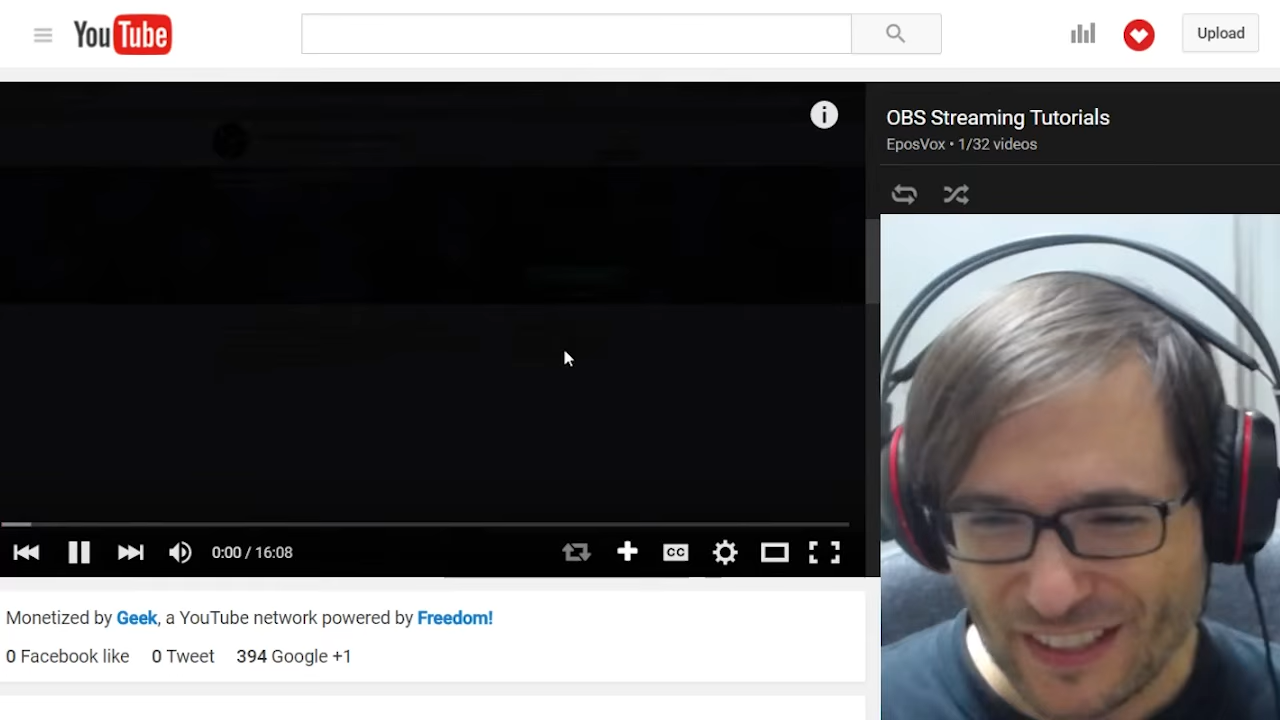 YouTube
Upload
i
OBS Streaming Tutorials
EposVox • 1/32 videos
0:00 / 16:08
CC
Monetized by Geek, a YouTube network powered by Freedom!
0 Facebook like 0 Tweet 394 Google +1